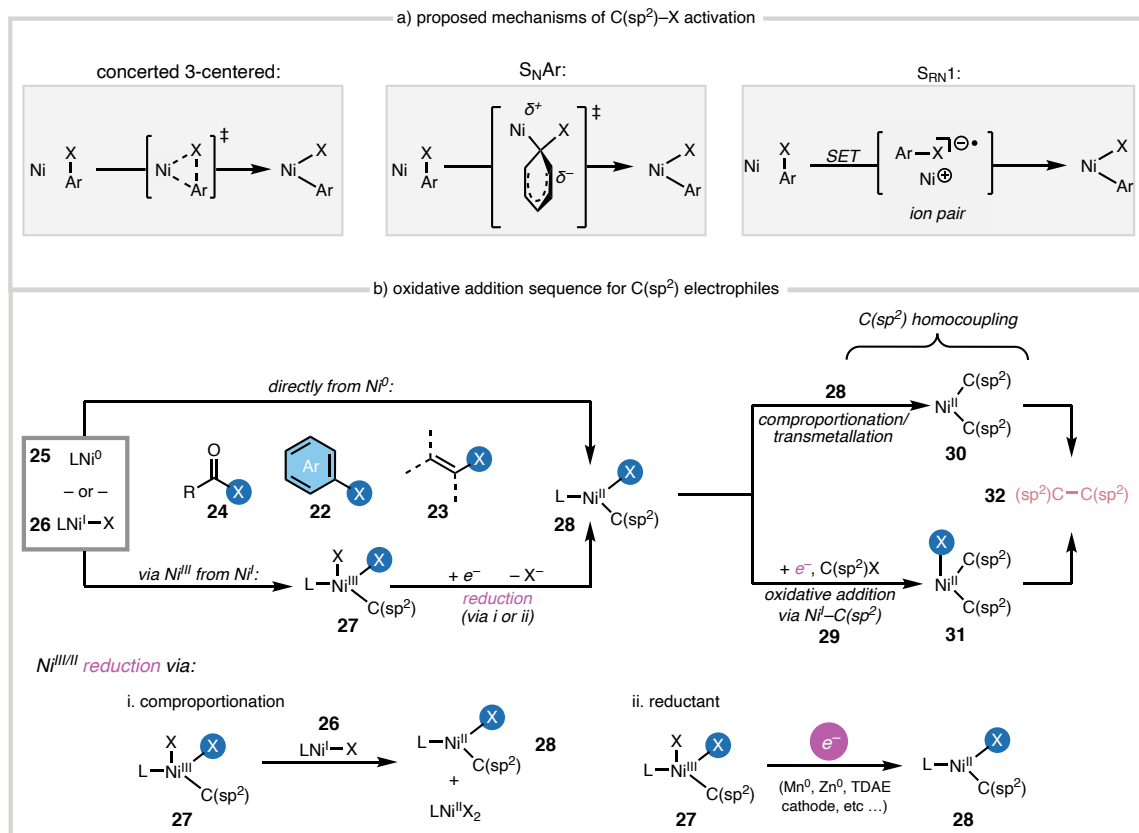 a) proposed mechanisms of C(sp²)–X activation
concerted 3-centered:
SNAr:
SRN1:
Ni
X
Ar
Ni
X
Ar
‡
Ni
X
Ar
Ni
X
Ar
δ⁺
Ni
X
δ⁻
‡
Ni
X
Ar
Ni
X
Ar
SET
Ar–X ⊖•
Ni⊕
ion pair
Ni
X
Ar
b) oxidative addition sequence for C(sp²) electrophiles
C(sp²) homocoupling
directly from Ni⁰:
25 LNi⁰
– or –
26 LNiᴵ–X
O
R
X
24
Ar
X
22
X
23
L
Niᴵᴵ
X
C(sp²)
28
28
comproportionation/
transmetallation
C(sp²)
Niᴵᴵ
C(sp²)
30
32 (sp²)C–C(sp²)
via Niᴵᴵᴵ from Niᴵ:
X
L
Niᴵᴵᴵ
X
C(sp²)
27
+ e⁻ – X⁻
reduction
(via i or ii)
+ e⁻, C(sp²)X
oxidative addition
via Niᴵ–C(sp²)
29
X
C(sp²)
Niᴵᴵ
C(sp²)
31
Niᴵᴵᴵ/ᴵᴵ reduction via:
i. comproportionation
X
L
Niᴵᴵᴵ
X
C(sp²)
27
26
LNiᴵ–X
L
Niᴵᴵ
X
C(sp²)
28
+
LNiᴵᴵX₂
ii. reductant
X
L
Niᴵᴵᴵ
X
C(sp²)
27
e⁻
(Mn⁰, Zn⁰, TDAE
cathode, etc …)
L
Niᴵᴵ
X
C(sp²)
28